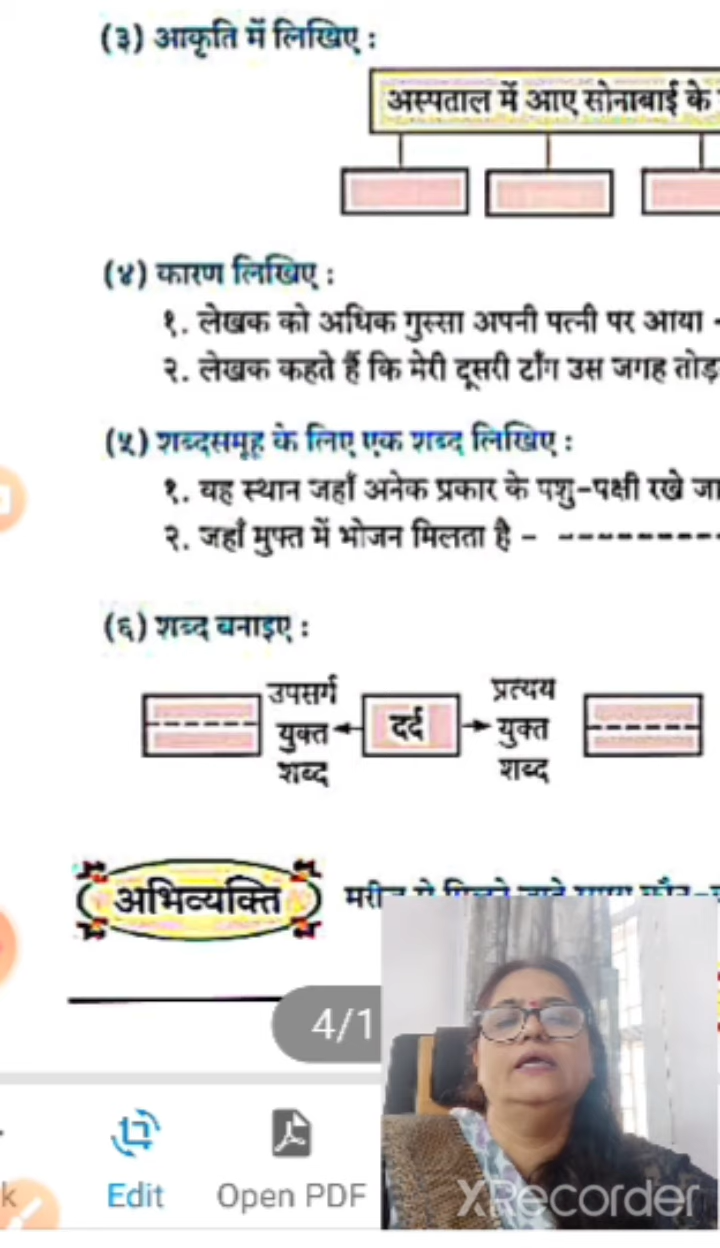 (३) आकृति में लिखिए :
अस्पताल में आए सोनाबाई के
(४) कारण लिखिए :
१. लेखक को अधिक गुस्सा अपनी पत्नी पर आया -
२. लेखक कहते हैं कि मेरी दूसरी टाँग उस जगह तोड़
(५) शब्दसमूह के लिए एक शब्द लिखिए :
१. वह स्थान जहाँ अनेक प्रकार के पशु-पक्षी रखे जा
२. जहाँ मुफ्त में भोजन मिलता है - ----------
(६) शब्द बनाइए :
उपसर्ग युक्त शब्द
दर्द
प्रत्यय युक्त शब्द
अभिव्यक्ति
4/1
k
Edit
Open PDF
XRecorder